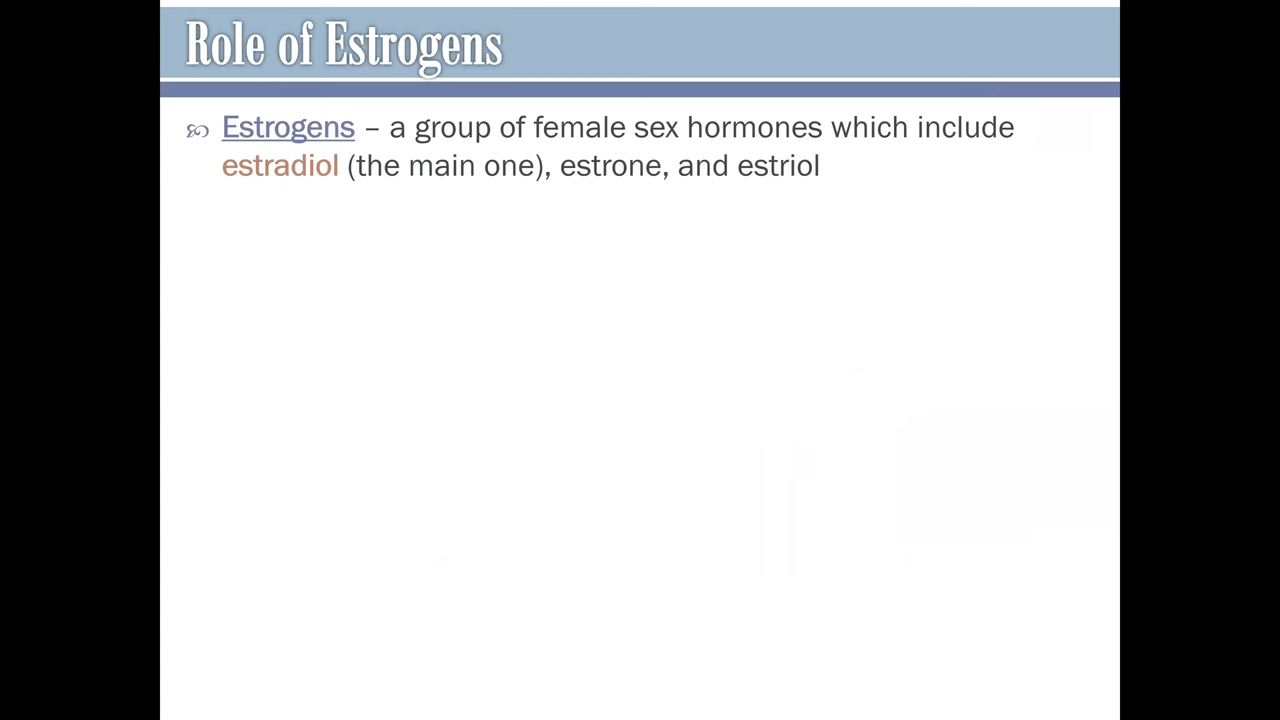 Role of Estrogens
Estrogens – a group of female sex hormones which include
estradiol (the main one), estrone, and estriol